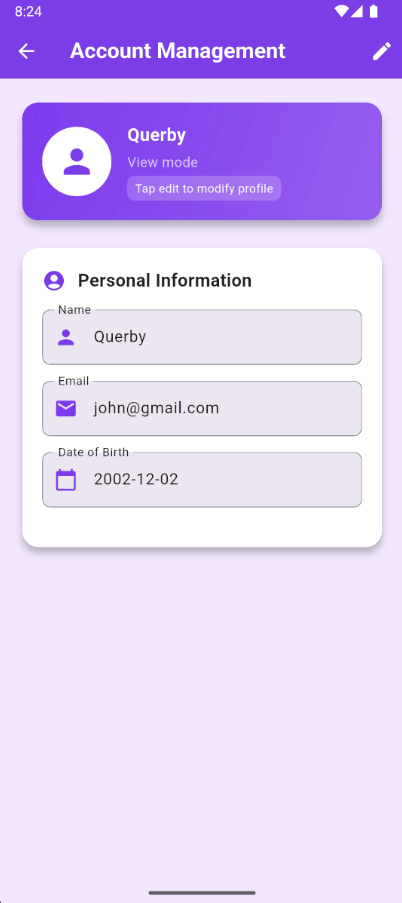 8:24
Account Management
Querby
View mode
Tap edit to modify profile
Personal Information
Name
Querby
Email
john@gmail.com
Date of Birth
2002-12-02